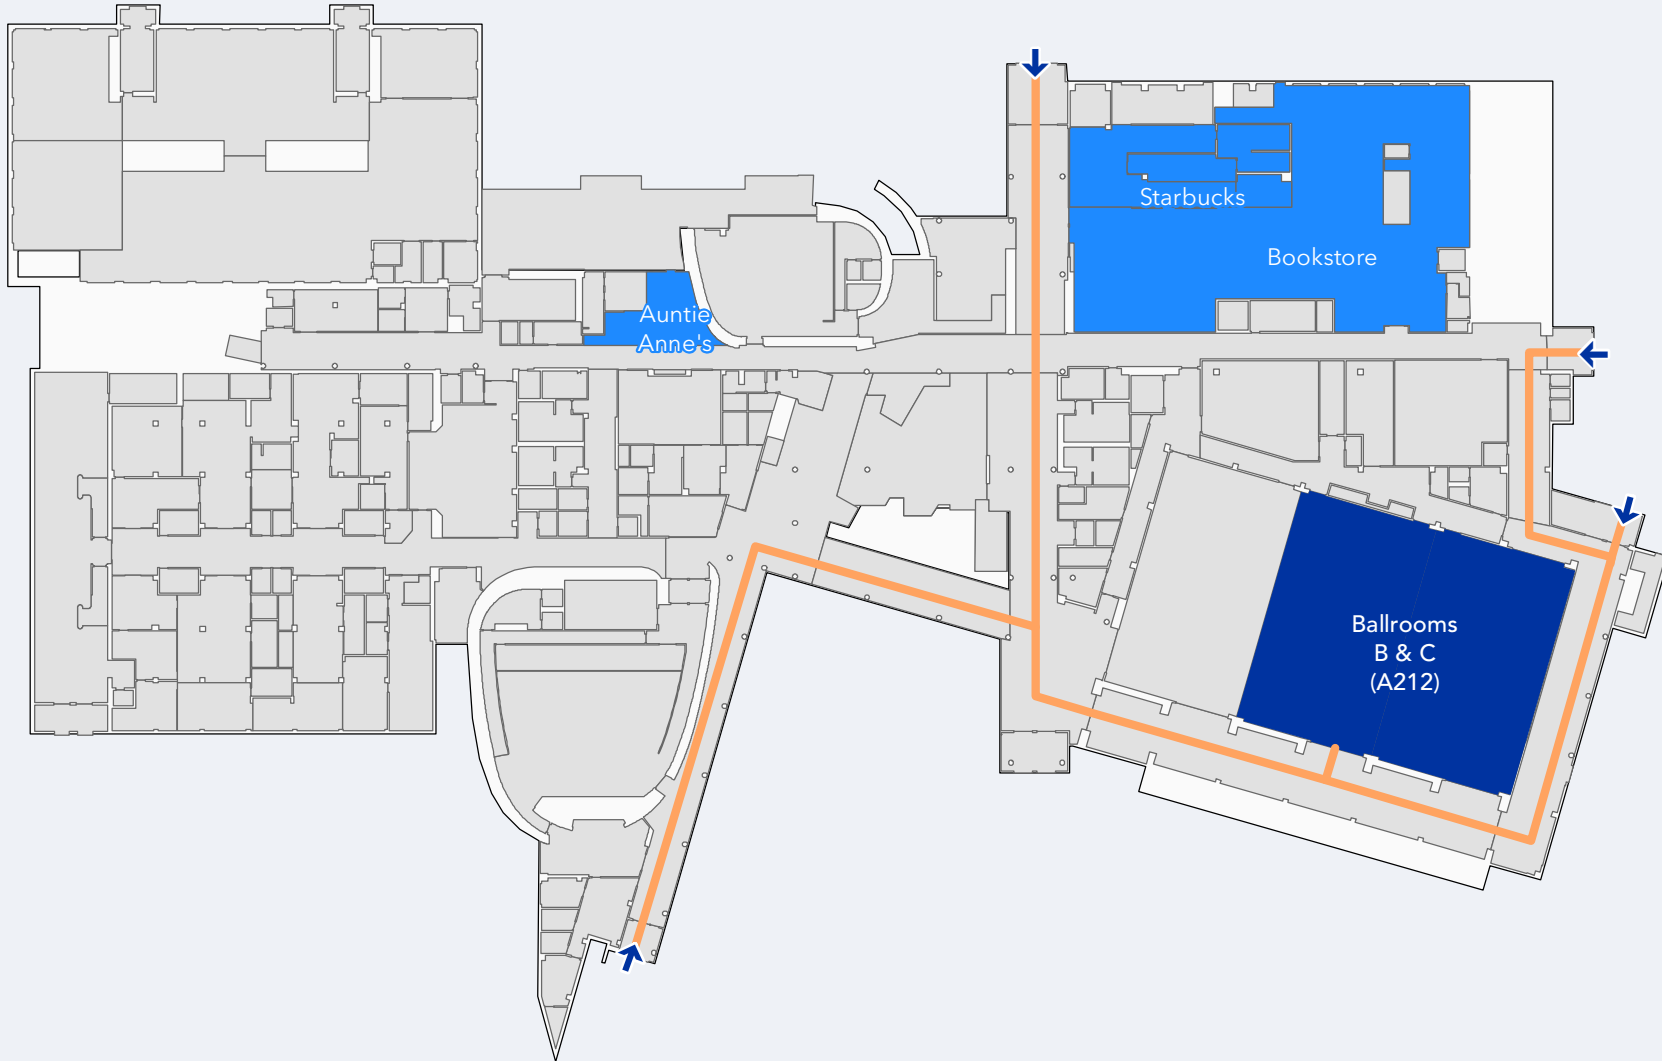 Starbucks
Bookstore
Auntie
Anne's
Ballrooms
B & C
(A212)